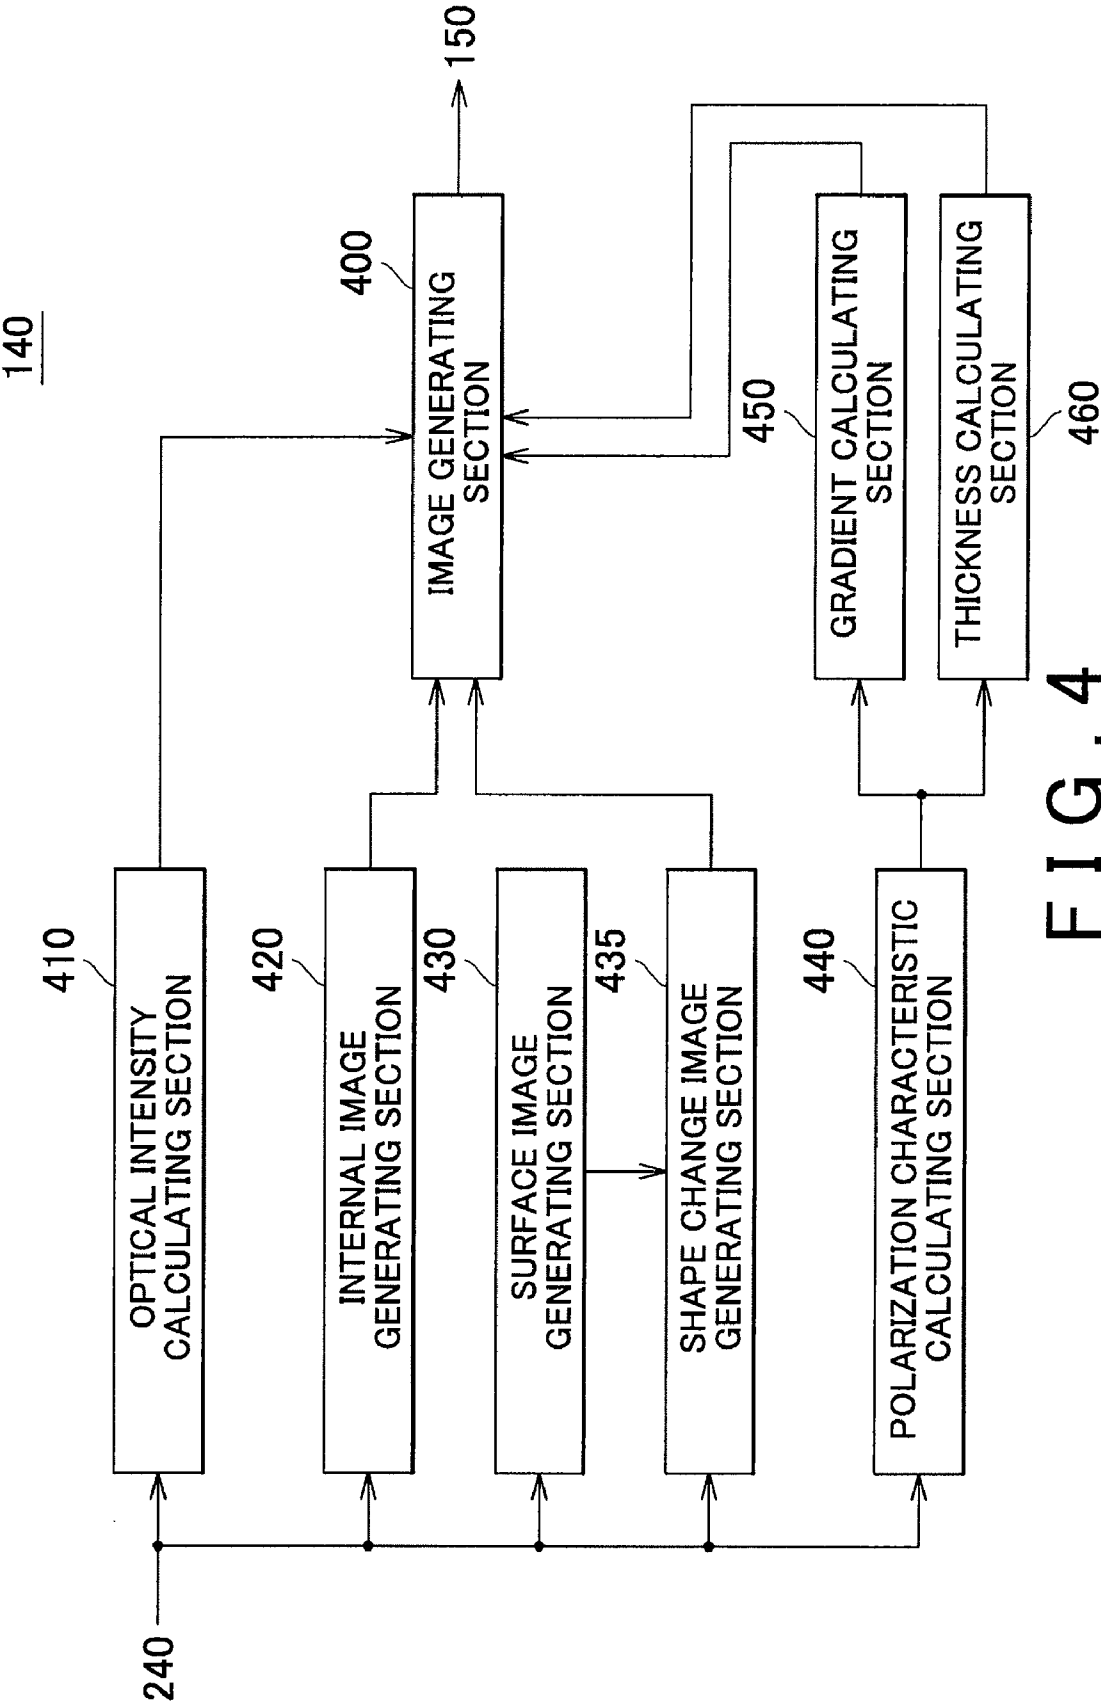 140
240
410
OPTICAL INTENSITY
CALCULATING SECTION
420
INTERNAL IMAGE
GENERATING SECTION
430
SURFACE IMAGE
GENERATING SECTION
435
SHAPE CHANGE IMAGE
GENERATING SECTION
440
POLARIZATION CHARACTERISTIC
CALCULATING SECTION
400
IMAGE GENERATING
SECTION
150
450
GRADIENT CALCULATING
SECTION
THICKNESS CALCULATING
SECTION
460
FIG. 4